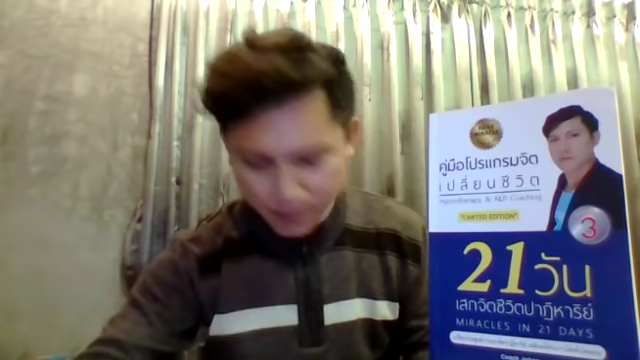 คู่มือโปรแกรมจิต
เปลี่ยนชีวิต
Hypnotherapy & NLP Coaching
"LIMITED EDITION"
3
21 วัน
เสกจิตชีวิตปาฏิหาริย์
MIRACLES IN 21 DAYS
Coach